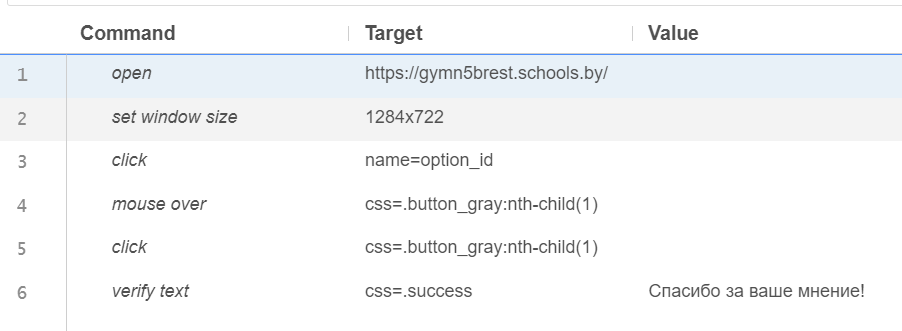 Command Target Value
1 open https://gymn5brest.schools.by/
2 set window size 1284x722
3 click name=option_id
4 mouse over css=.button_gray:nth-child(1)
5 click css=.button_gray:nth-child(1)
6 verify text css=.success Спасибо за ваше мнение!